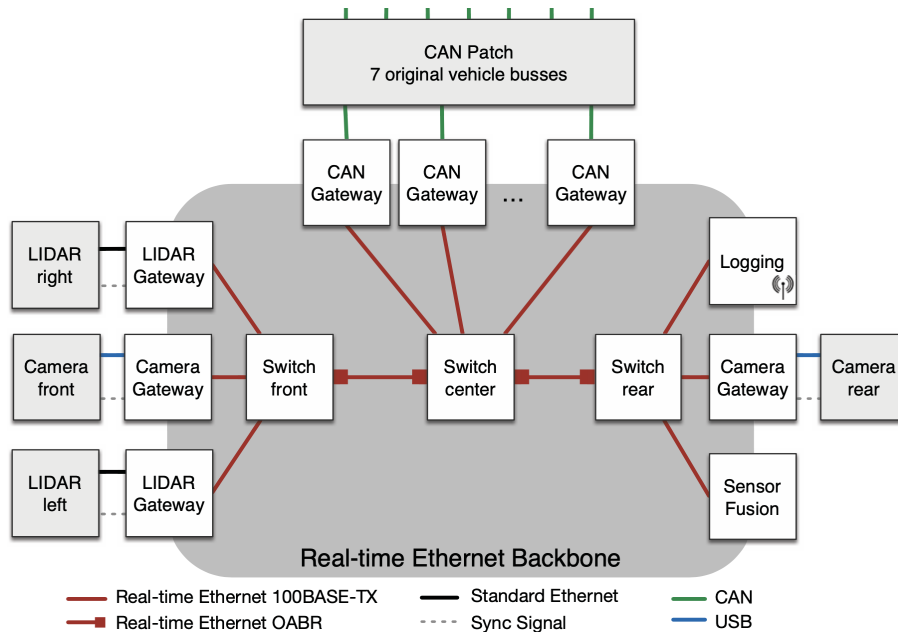 CAN Patch
7 original vehicle busses
CAN
Gateway
CAN
Gateway
...
CAN
Gateway
LIDAR
right
LIDAR
Gateway
Logging
Camera
front
Camera
Gateway
Switch
front
Switch
center
Switch
rear
Camera
Gateway
Camera
rear
LIDAR
left
LIDAR
Gateway
Sensor
Fusion
Real-time Ethernet Backbone
Real-time Ethernet 100BASE-TX
Standard Ethernet
CAN
Real-time Ethernet OABR
Sync Signal
USB